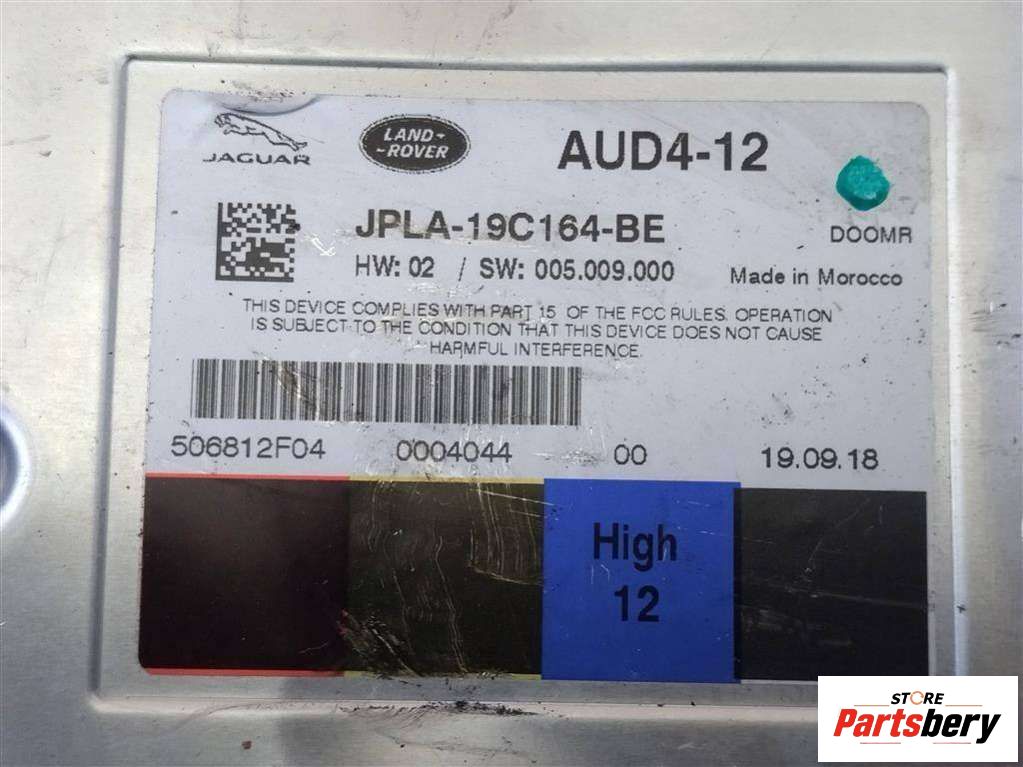 JAGUAR
LAND-
-ROVER
AUD4-12
JPLA-19C164-BE
DOOMR
HW: 02 / SW: 005.009.000
Made in Morocco
THIS DEVICE COMPLIES WITH PART 15 OF THE FCC RULES. OPERATION
IS SUBJECT TO THE CONDITION THAT THIS DEVICE DOES NOT CAUSE
HARMFUL INTERFERENCE.
506812F04 0004044 00 19.09.18
High
12
STORE
Partsbery